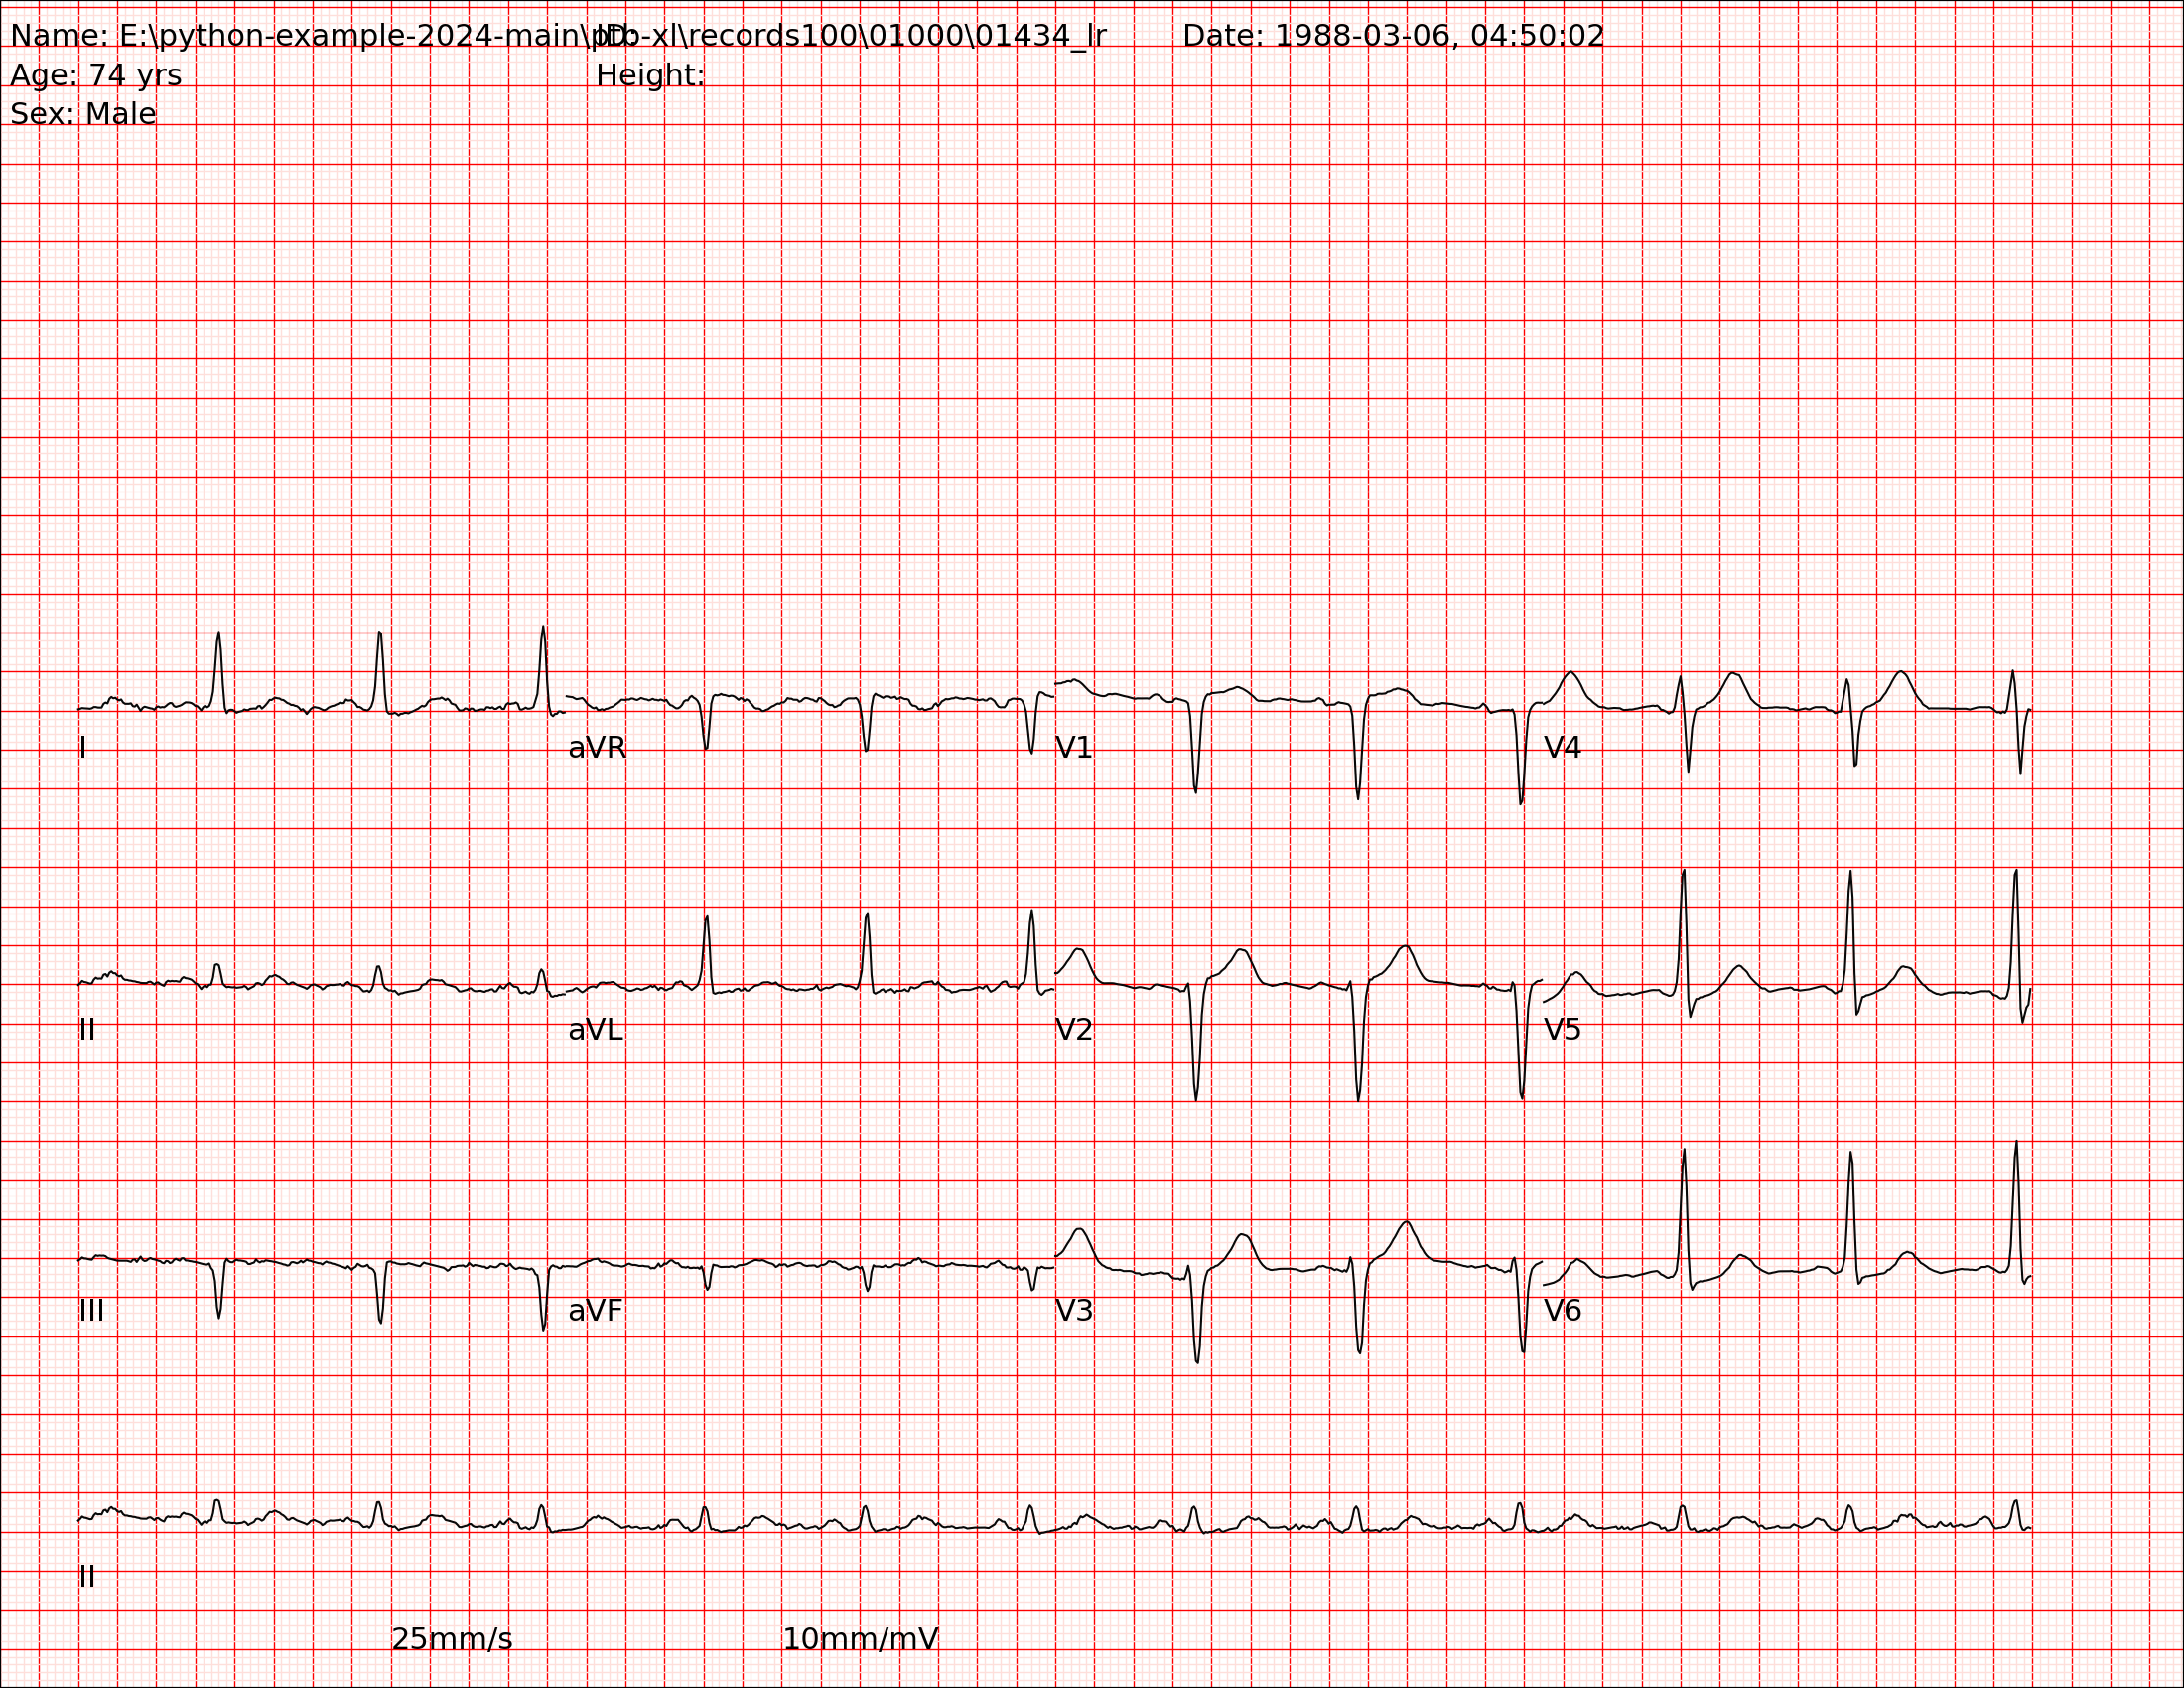 Name: E:\python-example-2024-main\ptb-xl\records100\01000\01434_lr ID: Date: 1988-03-06, 04:50:02
Age: 74 yrs Height:
Sex: Male
I aVR V1 V4
II aVL V2 V5
III aVF V3 V6
II
25mm/s 10mm/mV